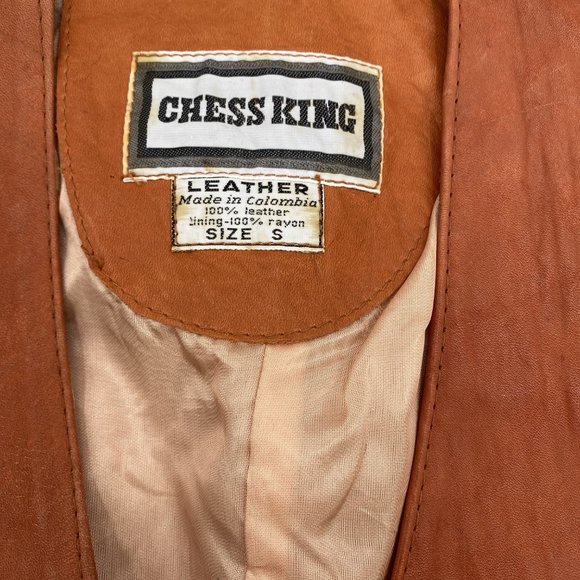 CHESS KING
LEATHER
Made in Colombia
100% leather
lining-100% rayon
SIZE S